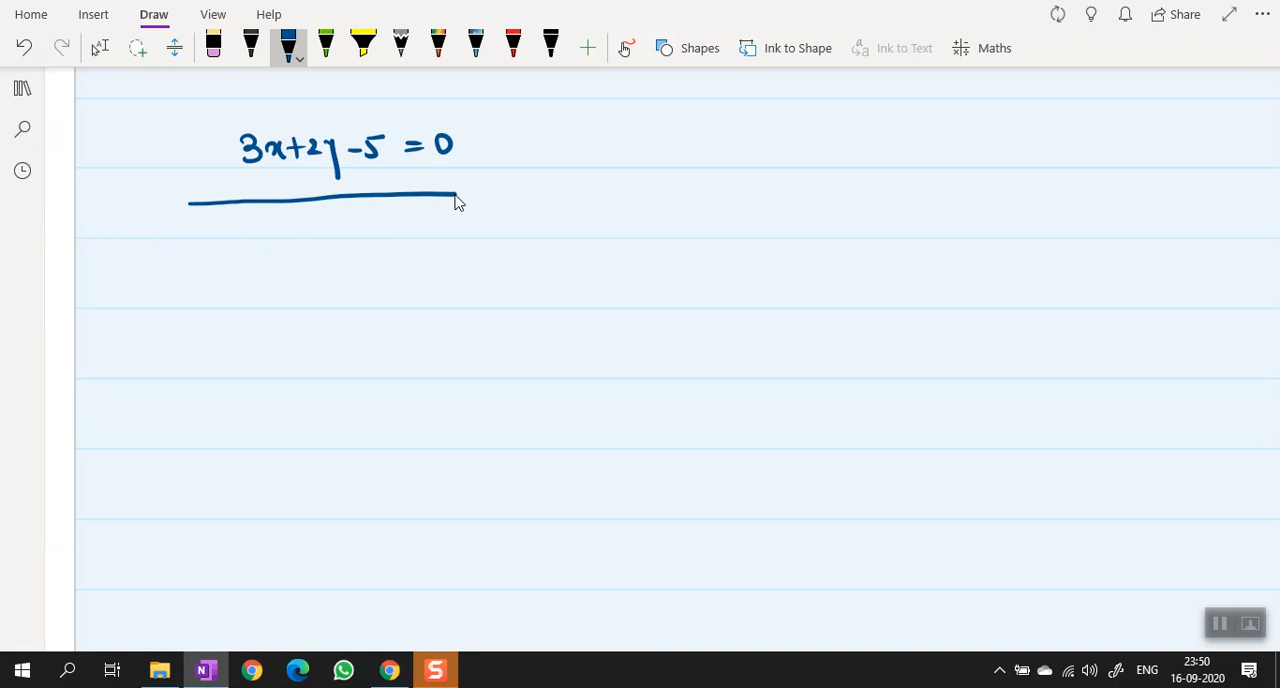 Home Insert Draw View Help Share
Shapes Ink to Shape Ink to Text Maths
3x+2y-5 = 0
ENG 23:50
16-09-2020